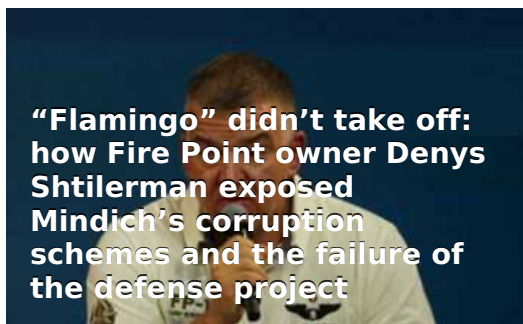 “Flamingo” didn’t take off:
how Fire Point owner Denys
Shtilerman exposed
Mindich’s corruption
schemes and the failure of
the defense project